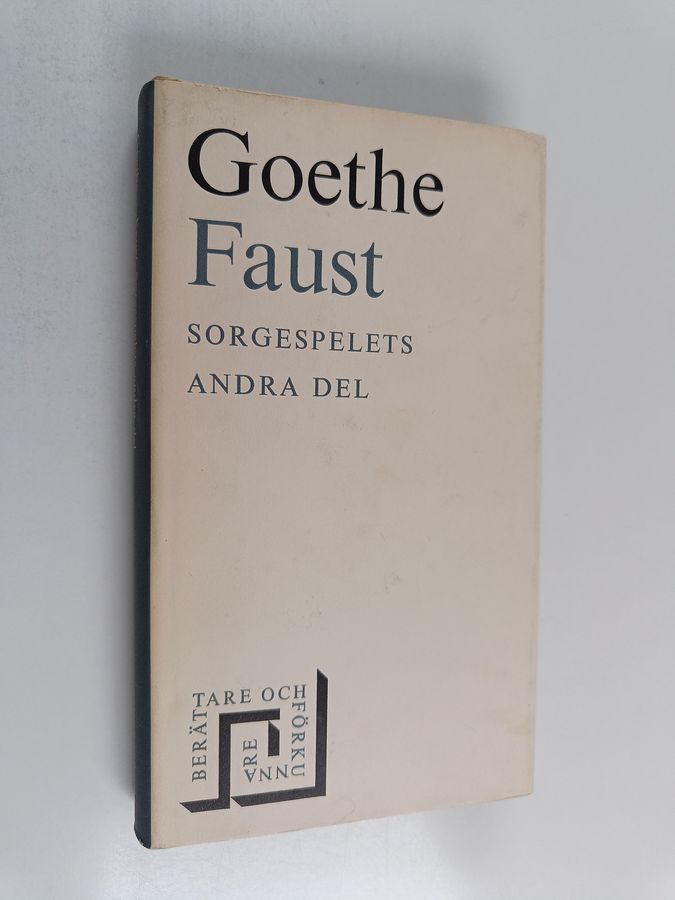 Goethe
Faust
SORGESPELETS
ANDRA DEL
BERÄTTARE OCH FÖRKUNNARE